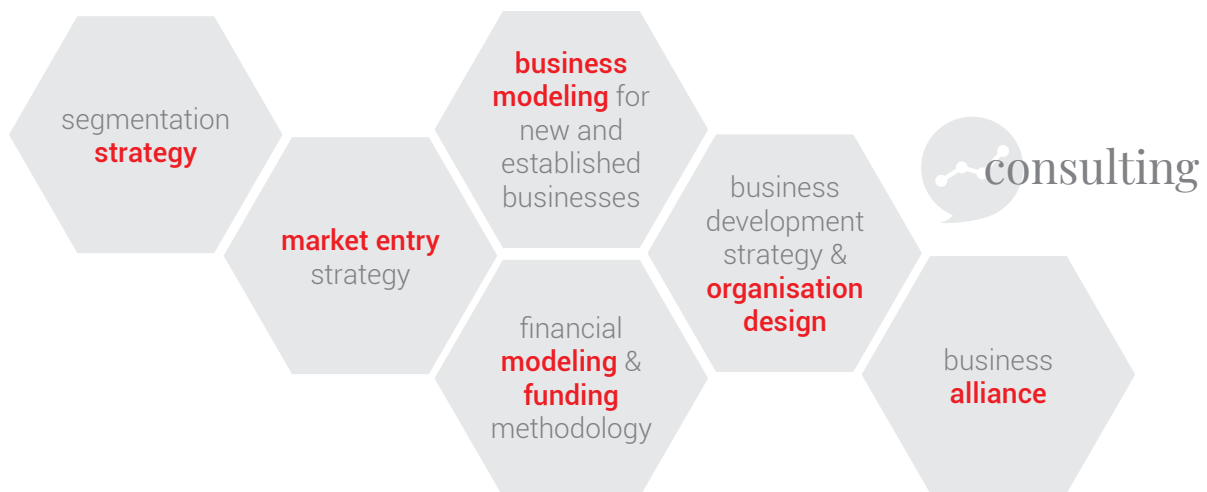 segmentation
strategy
market entry
strategy
business
modeling for
new and
established
businesses
financial
modeling &
funding
methodology
business
development
strategy &
organisation
design
business
alliance
consulting